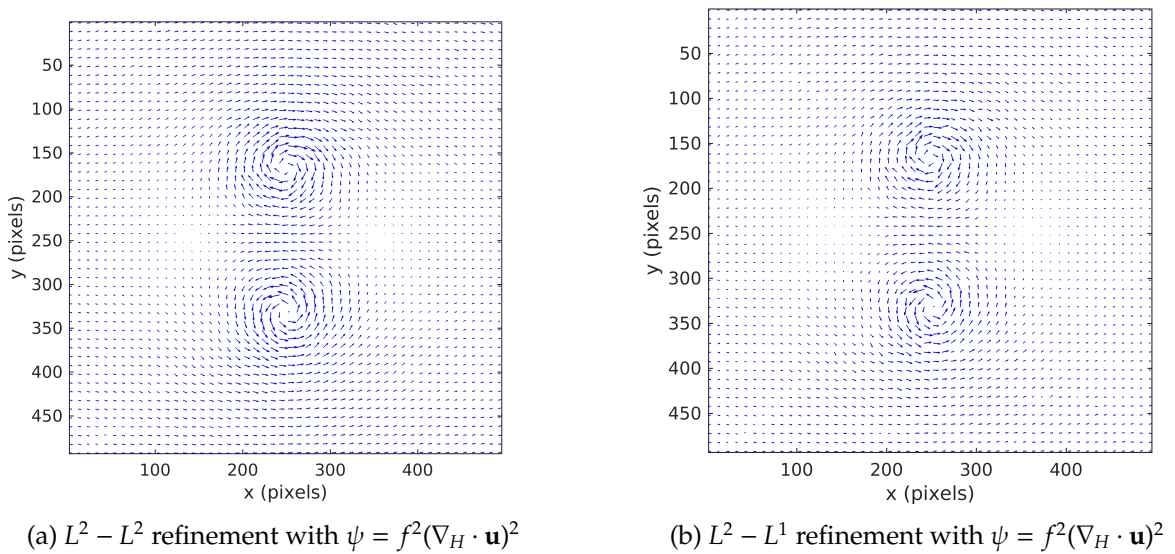 50
100
150
200
250
300
350
400
450
y (pixels)
100 200 300 400
x (pixels)
(a) L² − L² refinement with ψ = f²(∇_H · u)²
50
100
150
200
250
300
350
400
450
y (pixels)
100 200 300 400
x (pixels)
(b) L² − L¹ refinement with ψ = f²(∇_H · u)²